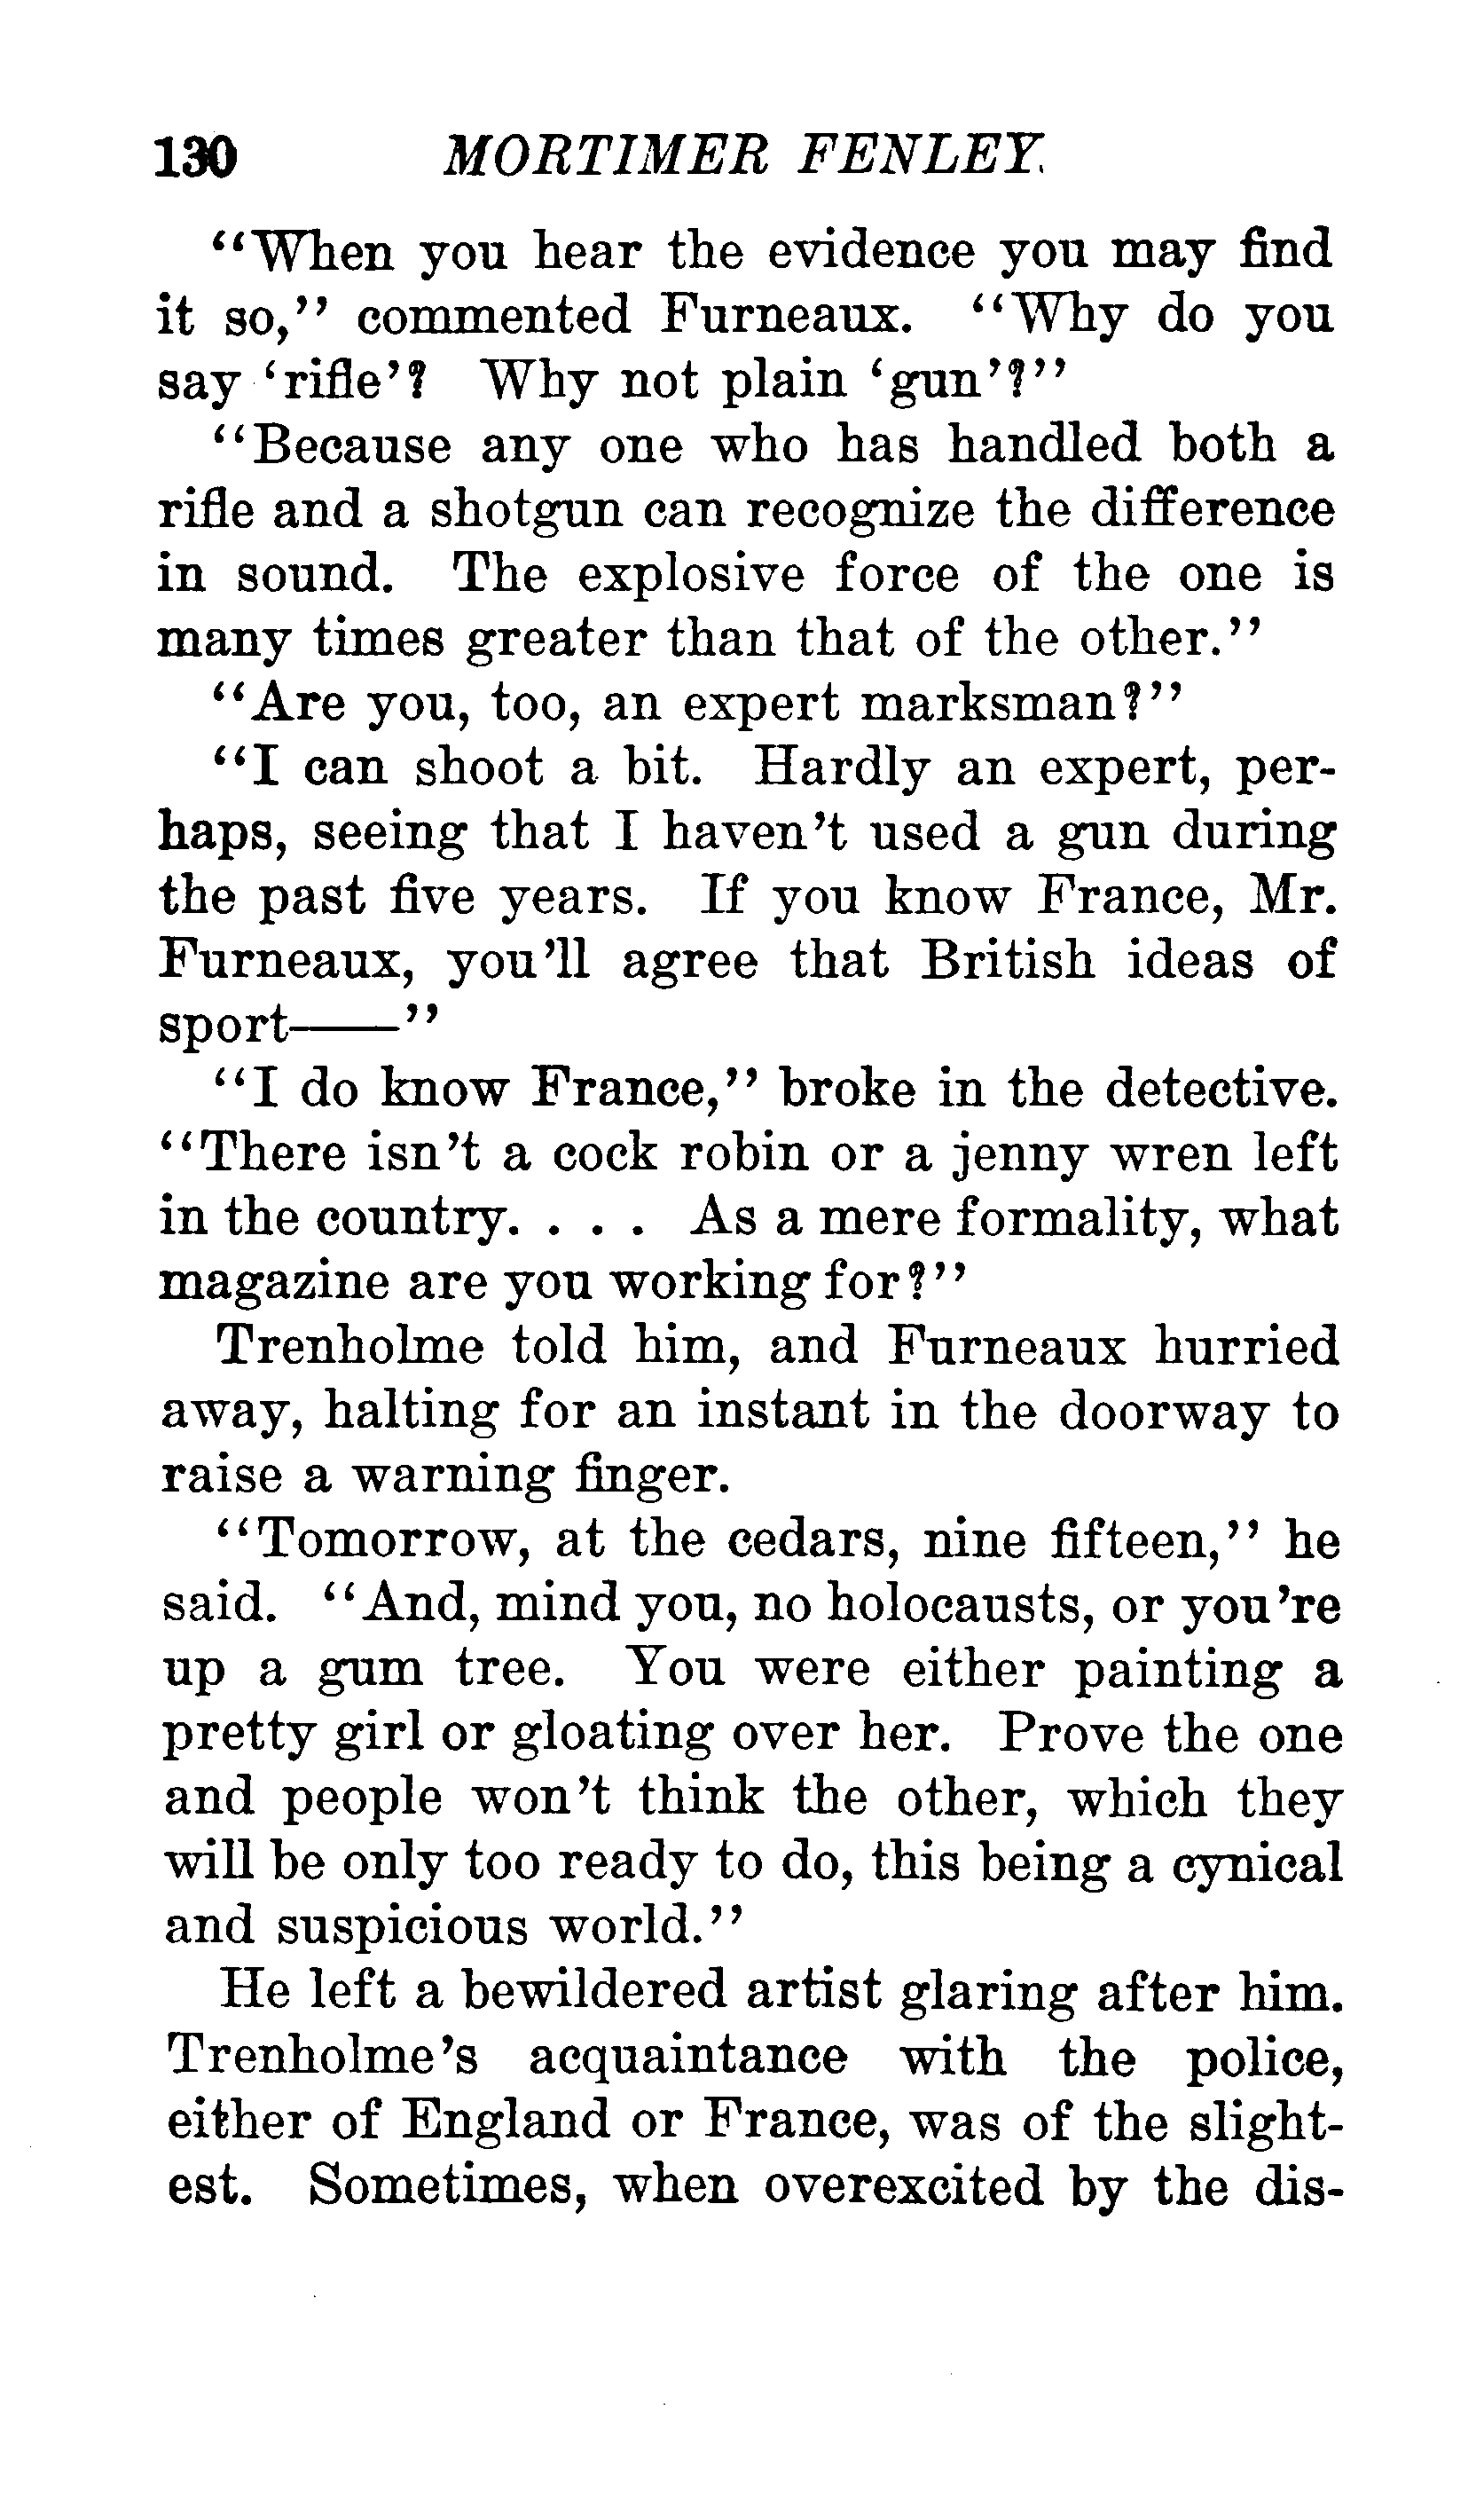 130 MORTIMER FENLEY.
"When you hear the evidence you may find
it so," commented Furneaux. "Why do you
say 'rifle'? Why not plain 'gun'?"
"Because any one who has handled both a
rifle and a shotgun can recognize the difference
in sound. The explosive force of the one is
many times greater than that of the other."
"Are you, too, an expert marksman?"
"I can shoot a bit. Hardly an expert, per-
haps, seeing that I haven't used a gun during
the past five years. If you know France, Mr.
Furneaux, you'll agree that British ideas of
sport——"
"I do know France," broke in the detective.
"There isn't a cock robin or a jenny wren left
in the country. . . . As a mere formality, what
magazine are you working for?"
Trenholme told him, and Furneaux hurried
away, halting for an instant in the doorway to
raise a warning finger.
"Tomorrow, at the cedars, nine fifteen," he
said. "And, mind you, no holocausts, or you're
up a gum tree. You were either painting a
pretty girl or gloating over her. Prove the one
and people won't think the other, which they
will be only too ready to do, this being a cynical
and suspicious world."
He left a bewildered artist glaring after him.
Trenholme's acquaintance with the police,
either of England or France, was of the slight-
est. Sometimes, when overexcited by the dis-